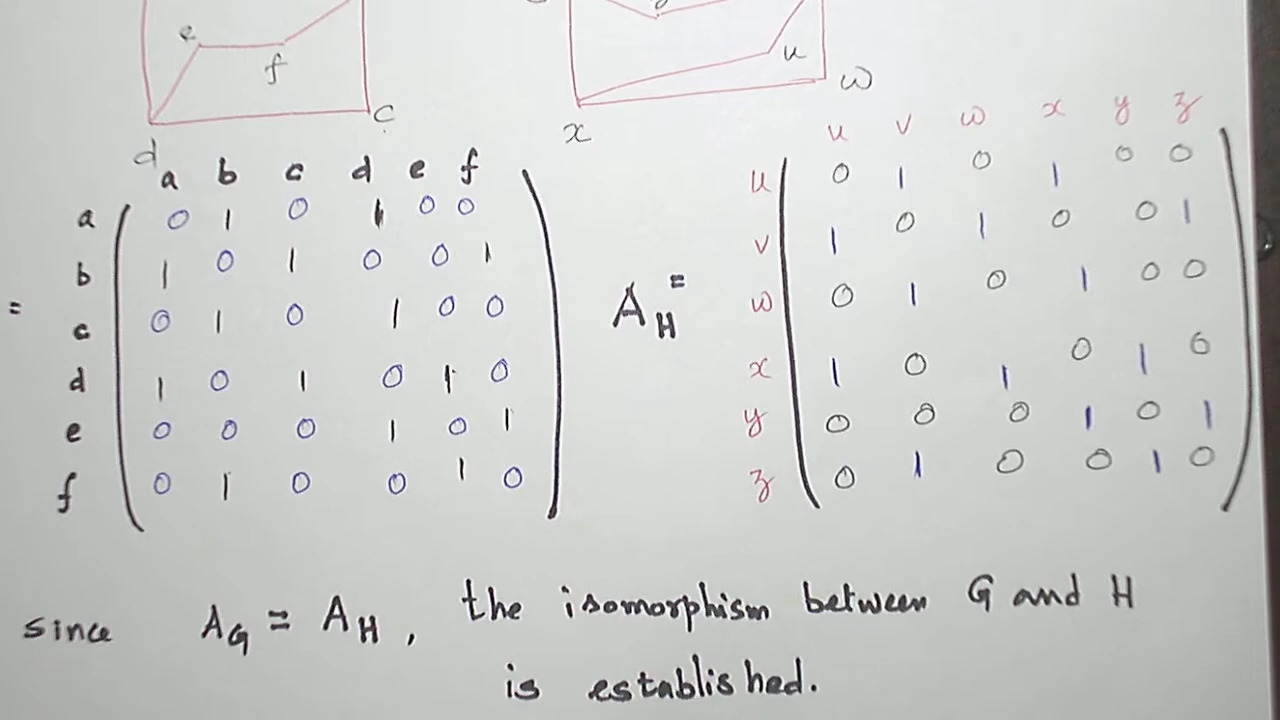 e
f
u
w
c
x
d
a b c d e f
a 0 1 0 1 0 0
b 1 0 1 0 0 1
c 0 1 0 1 0 0
d 1 0 1 0 1 0
e 0 0 0 1 0 1
f 0 1 0 0 1 0
=
A_H =
u v w x y z
u 0 1 0 1 0 0
v 1 0 1 0 0 1
w 0 1 0 1 0 0
x 1 0 1 0 1 0
y 0 0 0 1 0 1
z 0 1 0 0 1 0
since A_G = A_H, the isomorphism between G and H
is established.